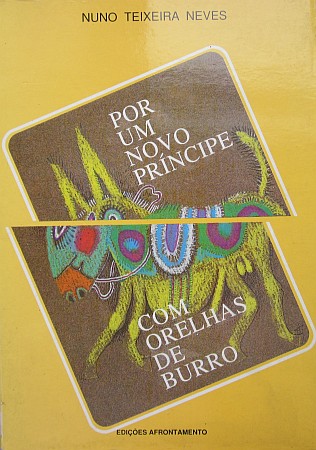 NUNO TEIXEIRA NEVES
POR
UM
NOVO
PRÍNCIPE
COM
ORELHAS
DE
BURRO
EDIÇÕES AFRONTAMENTO